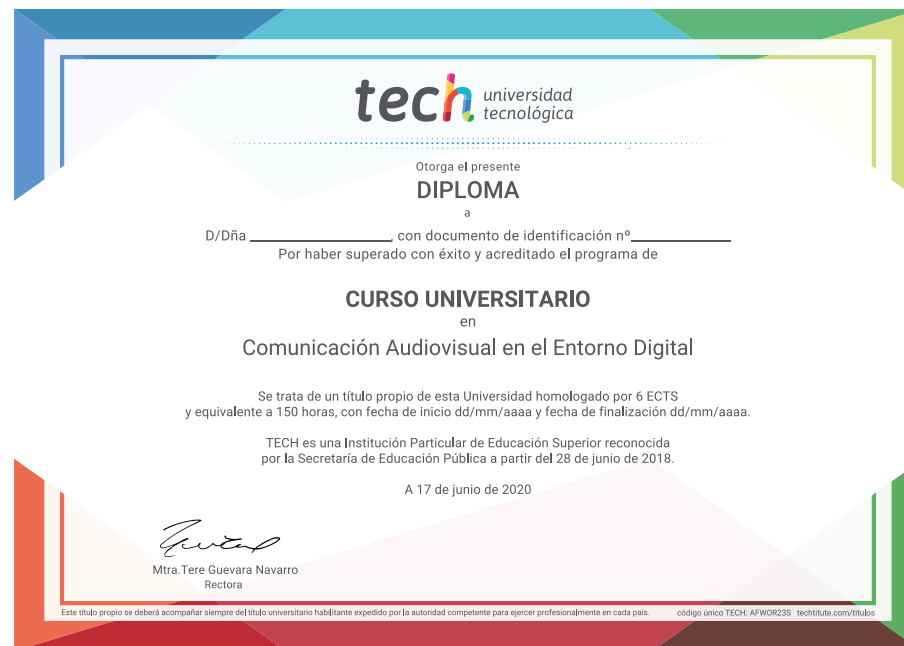 tech universidad
tecnológica
Otorga el presente
DIPLOMA
a
D/Dña ______________, con documento de identificación nº__________
Por haber superado con éxito y acreditado el programa de
CURSO UNIVERSITARIO
en
Comunicación Audiovisual en el Entorno Digital
Se trata de un título propio de esta Universidad homologado por 6 ECTS
y equivalente a 150 horas, con fecha de inicio dd/mm/aaaa y fecha de finalización dd/mm/aaaa.
TECH es una Institución Particular de Educación Superior reconocida
por la Secretaría de Educación Pública a partir del 28 de junio de 2018.
A 17 de junio de 2020
Mtra.Tere Guevara Navarro
Rectora
Este título propio se deberá acompañar siempre del título universitario habilitante expedido por la autoridad competente para ejercer profesionalmente en cada país. código único TECH: AFWOR23S techtitute.com/titulos